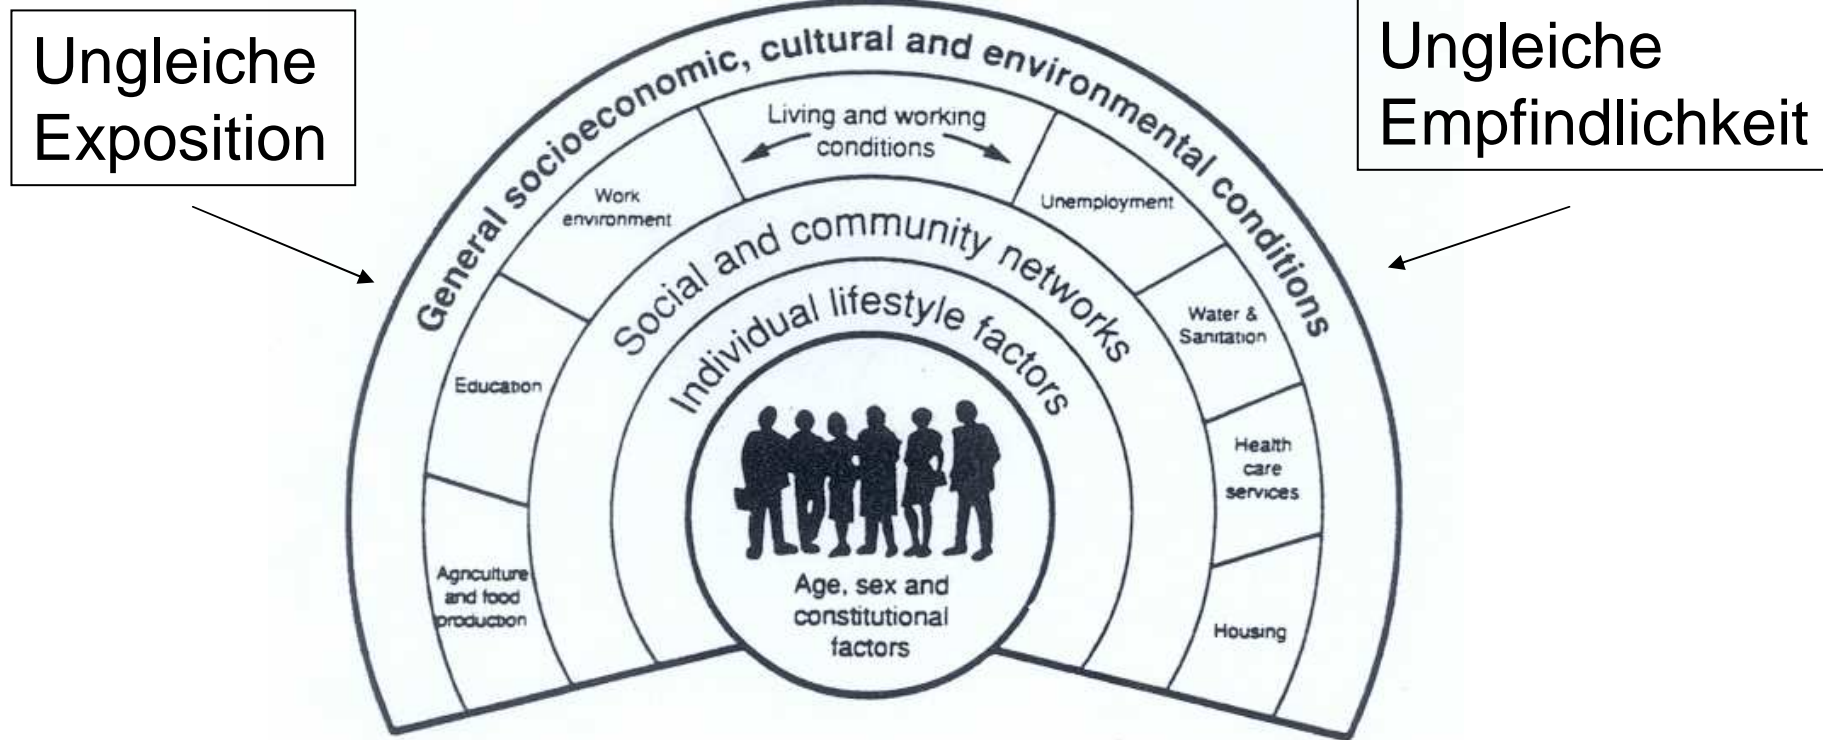 Ungleiche
Exposition
Ungleiche
Empfindlichkeit
General socioeconomic, cultural and environmental conditions
Living and working
conditions
Work
environment
Unemployment
Education
Water &
Sanitation
Agriculture
and food
production
Health
care
services
Housing
Social and community networks
Individual lifestyle factors
Age, sex and
constitutional
factors